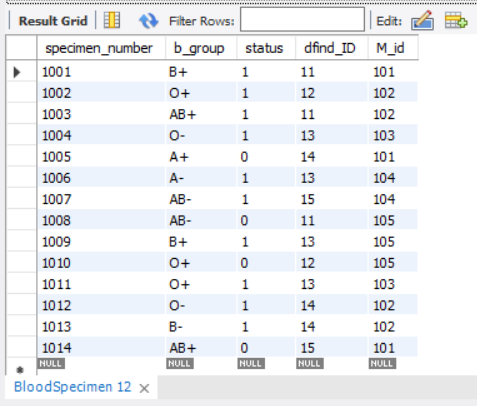 Result Grid Filter Rows: Edit:
specimen_number b_group status dfind_ID M_id
1001 B+ 1 11 101
1002 O+ 1 12 102
1003 AB+ 1 11 102
1004 O- 1 13 103
1005 A+ 0 14 101
1006 A- 1 13 104
1007 AB- 1 15 104
1008 AB- 0 11 105
1009 B+ 1 13 105
1010 O+ 0 12 105
1011 O+ 1 13 103
1012 O- 1 14 102
1013 B- 1 14 102
1014 AB+ 0 15 101
NULL NULL NULL NULL NULL
BloodSpecimen 12